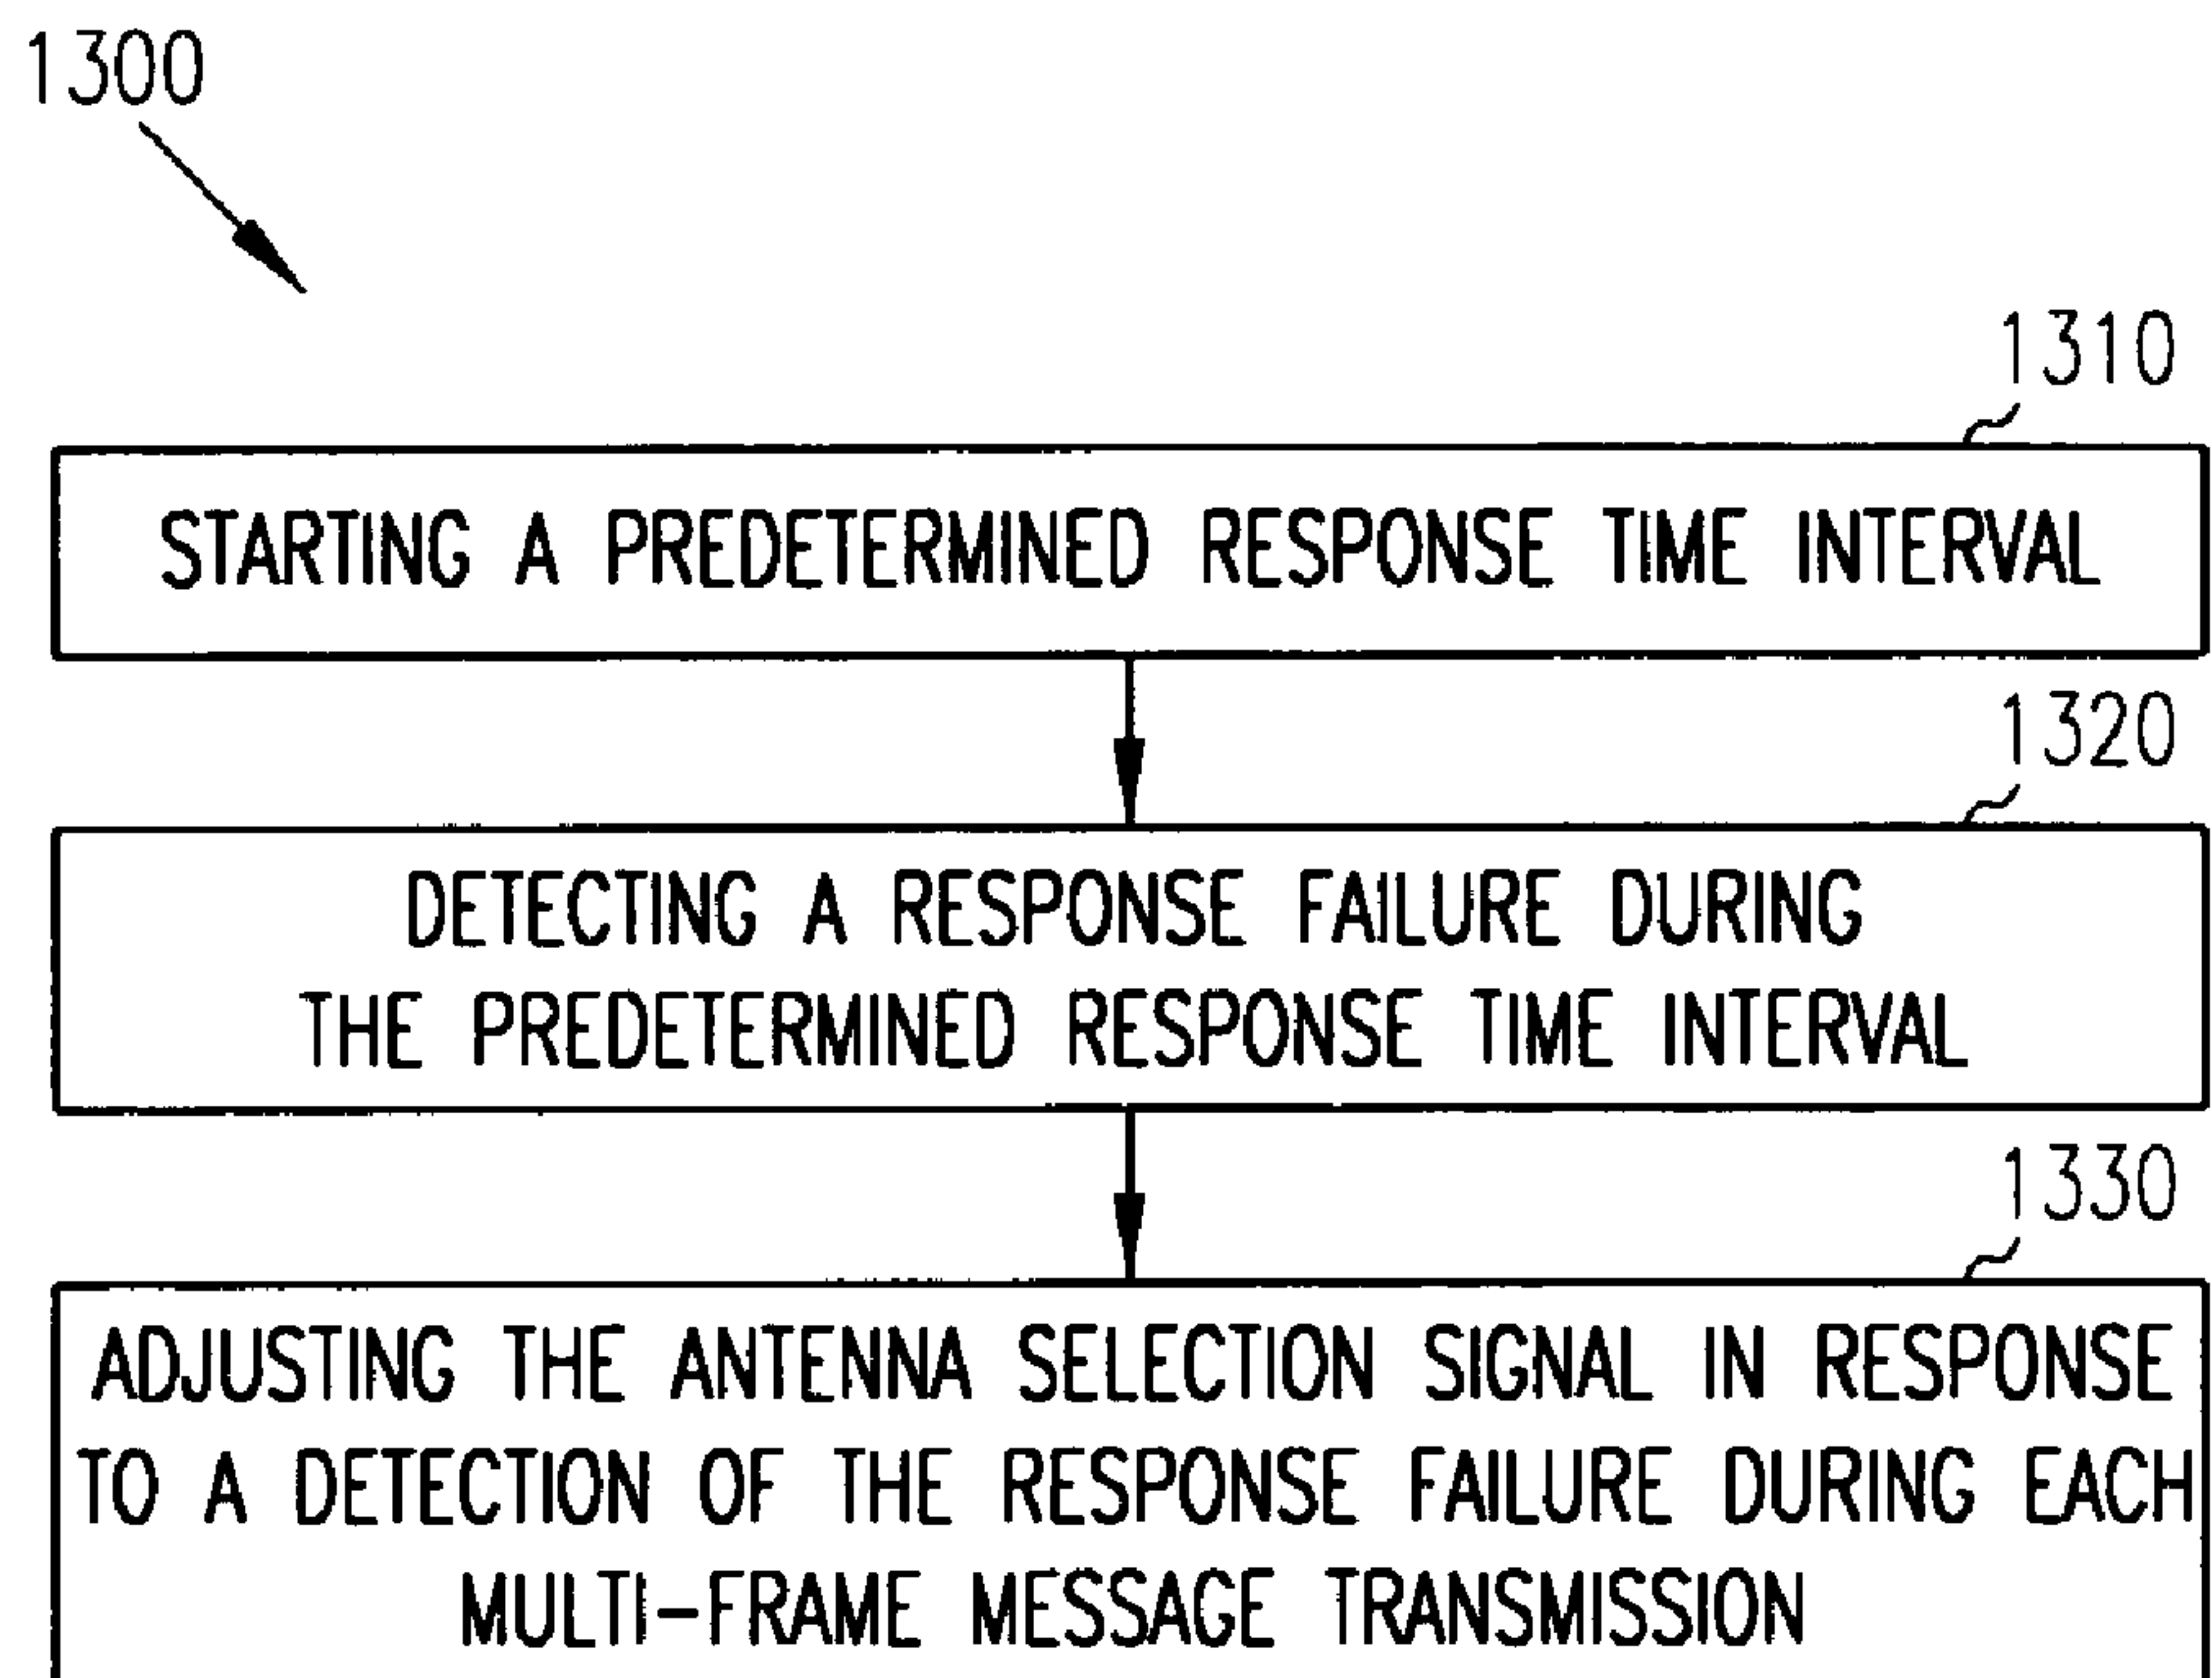 1300
1310
STARTING A PREDETERMINED RESPONSE TIME INTERVAL
1320
DETECTING A RESPONSE FAILURE DURING
THE PREDETERMINED RESPONSE TIME INTERVAL
1330
ADJUSTING THE ANTENNA SELECTION SIGNAL IN RESPONSE
TO A DETECTION OF THE RESPONSE FAILURE DURING EACH
MULTI-FRAME MESSAGE TRANSMISSION